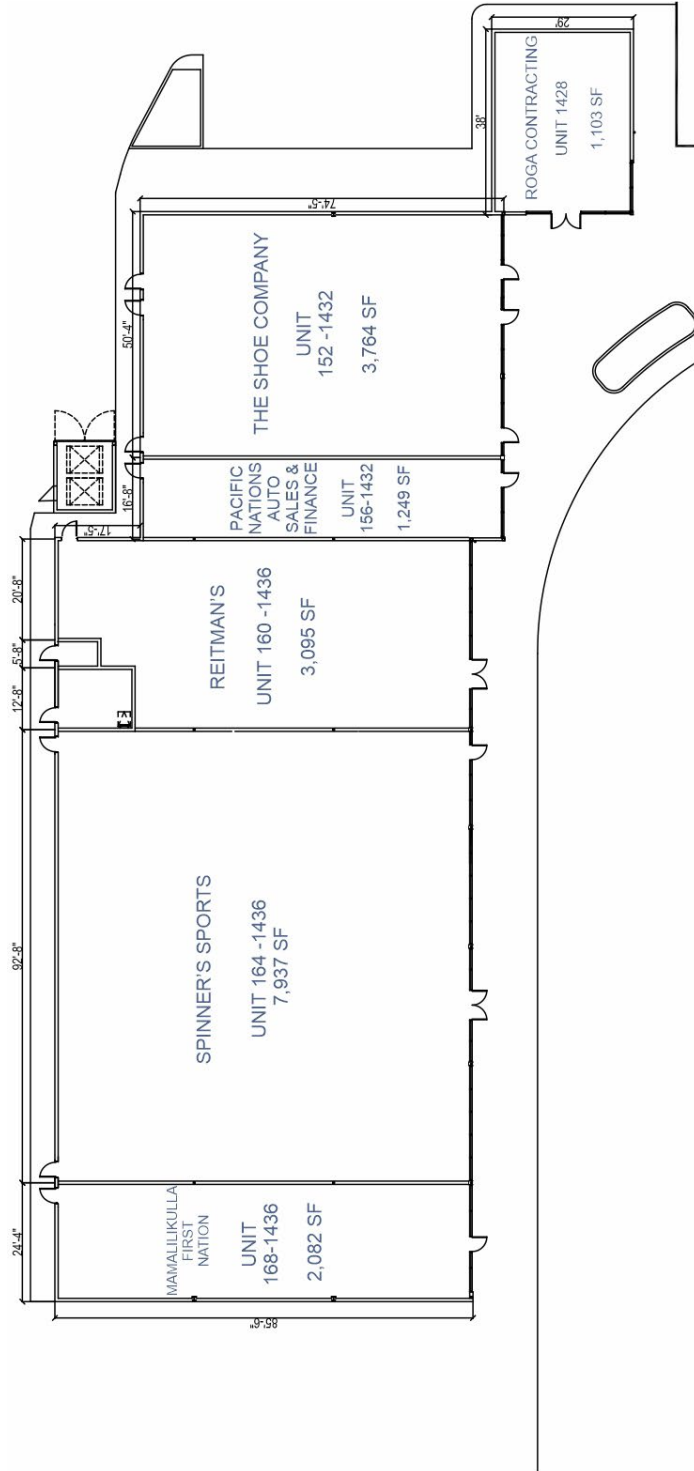 MAMALILIKULLA
FIRST
NATION
UNIT
168-1436
2,082 SF
SPINNER'S SPORTS
UNIT 164 -1436
7,937 SF
REITMAN'S
UNIT 160 -1436
3,095 SF
PACIFIC
NATIONS
AUTO
SALES &
FINANCE
UNIT
156-1432
1,249 SF
THE SHOE COMPANY
UNIT
152 -1432
3,764 SF
ROGA CONTRACTING
UNIT 1428
1,103 SF
24'-4"
92'-8"
12'-8"
5'-8"
20'-8"
17'-5"
16'-8"
50'-4"
74'-5"
38'
29'
85'-6"